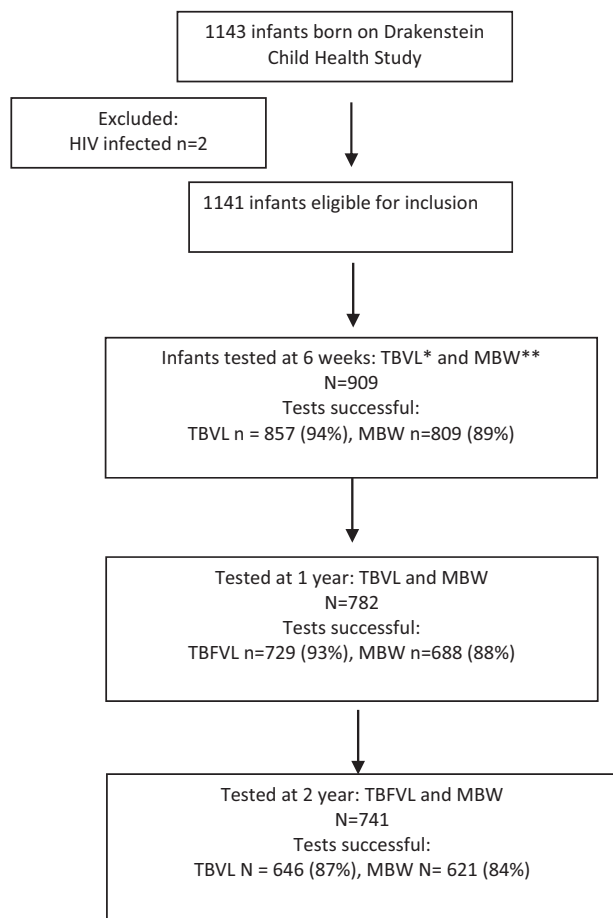 1143 infants born on Drakenstein
Child Health Study
Excluded:
HIV infected n=2
1141 infants eligible for inclusion
Infants tested at 6 weeks: TBVL* and MBW**
N=909
Tests successful:
TBVL n = 857 (94%), MBW n=809 (89%)
Tested at 1 year: TBVL and MBW
N=782
Tests successful:
TBFVL n=729 (93%), MBW n=688 (88%)
Tested at 2 year: TBFVL and MBW
N=741
Tests successful:
TBVL N = 646 (87%), MBW N= 621 (84%)